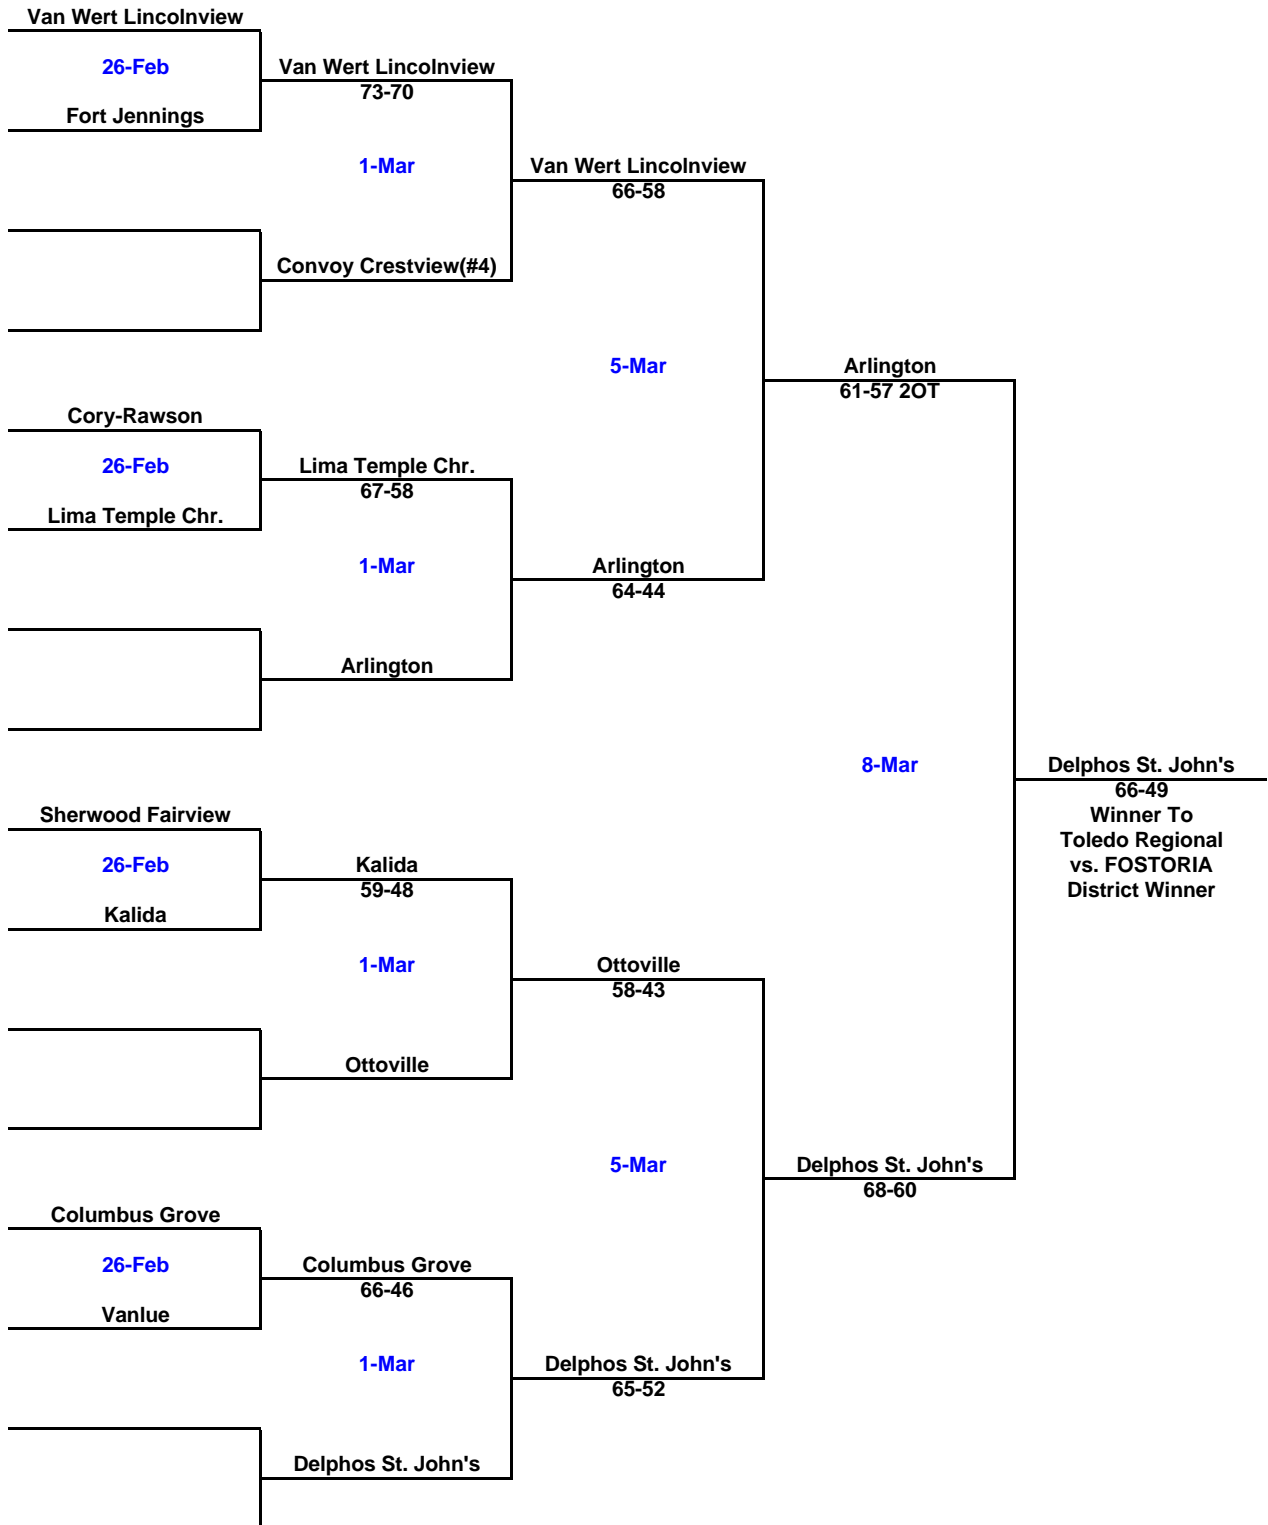 Van Wert Lincolnview
26-Feb
Van Wert Lincolnview
73-70
Fort Jennings
1-Mar
Van Wert Lincolnview
66-58
Convoy Crestview(#4)
5-Mar
Arlington
61-57 2OT
Cory-Rawson
26-Feb
Lima Temple Chr.
67-58
Lima Temple Chr.
1-Mar
Arlington
64-44
Arlington
8-Mar
Delphos St. John's
66-49
Winner To
Toledo Regional
vs. FOSTORIA
District Winner
Sherwood Fairview
26-Feb
Kalida
59-48
Kalida
1-Mar
Ottoville
58-43
Ottoville
5-Mar
Delphos St. John's
68-60
Columbus Grove
26-Feb
Columbus Grove
66-46
Vanlue
1-Mar
Delphos St. John's
65-52
Delphos St. John's